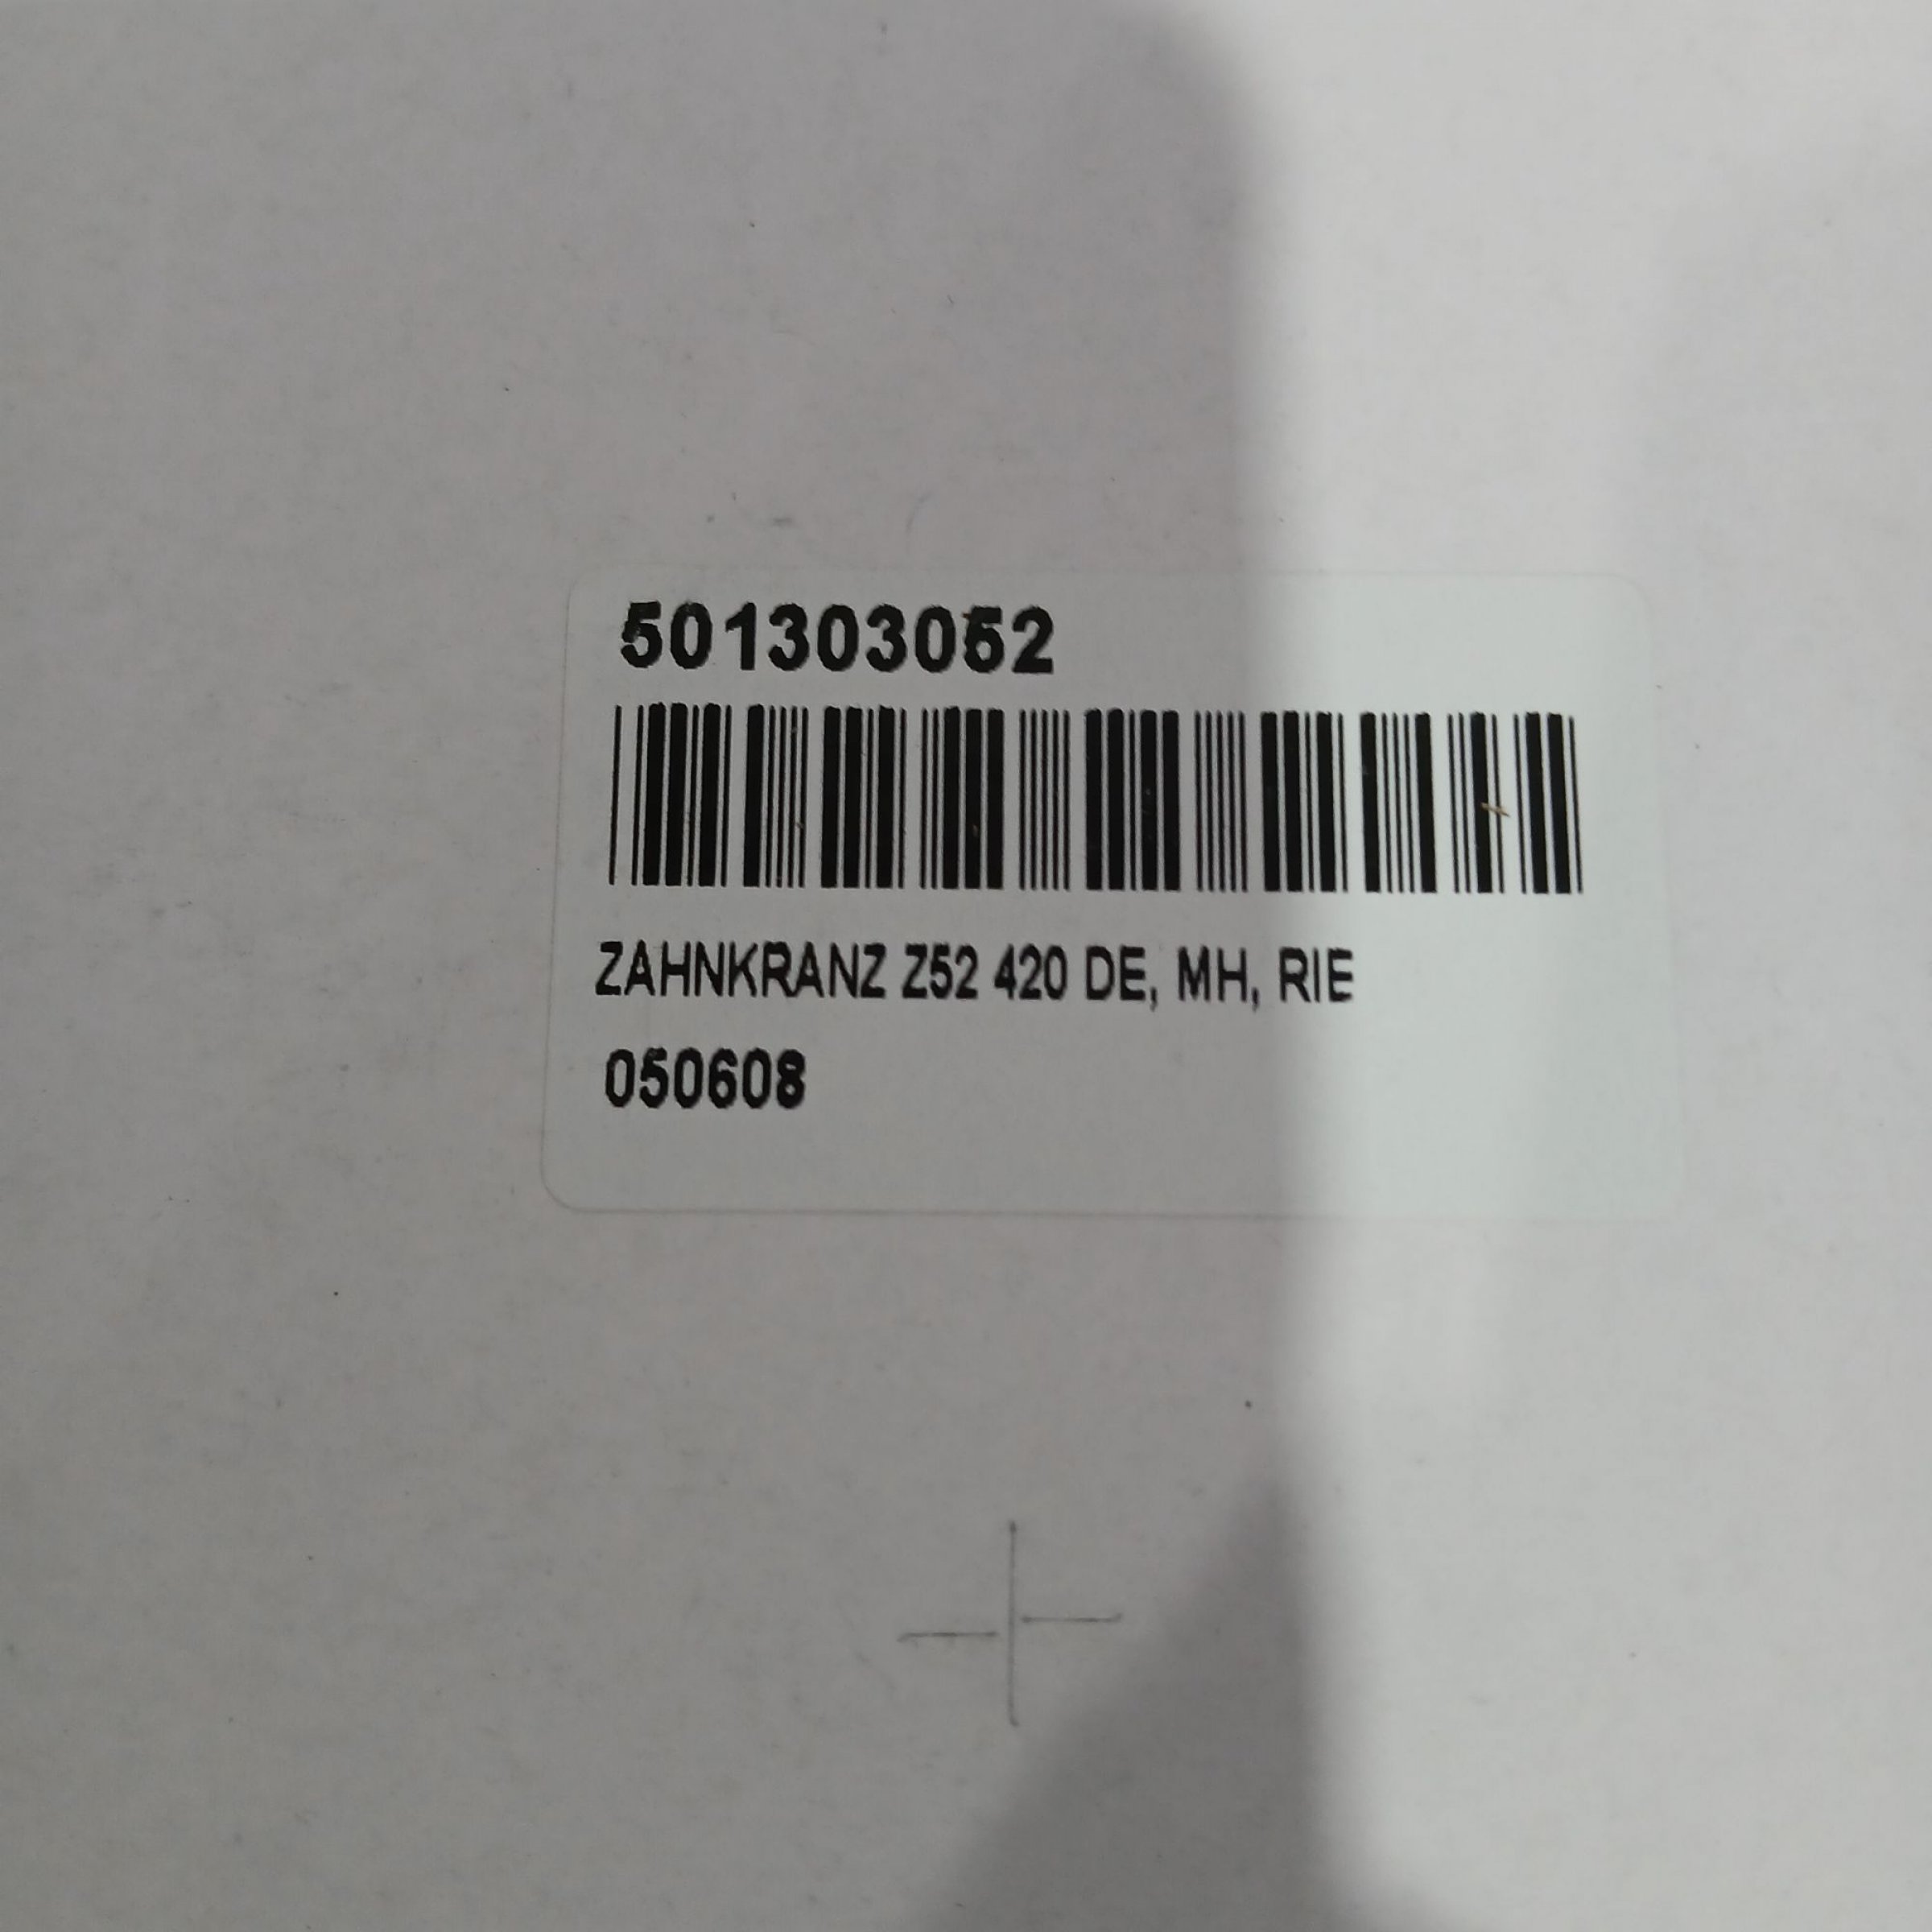 501303052
ZAHNKRANZ Z52 420 DE, MH, RIE
050608